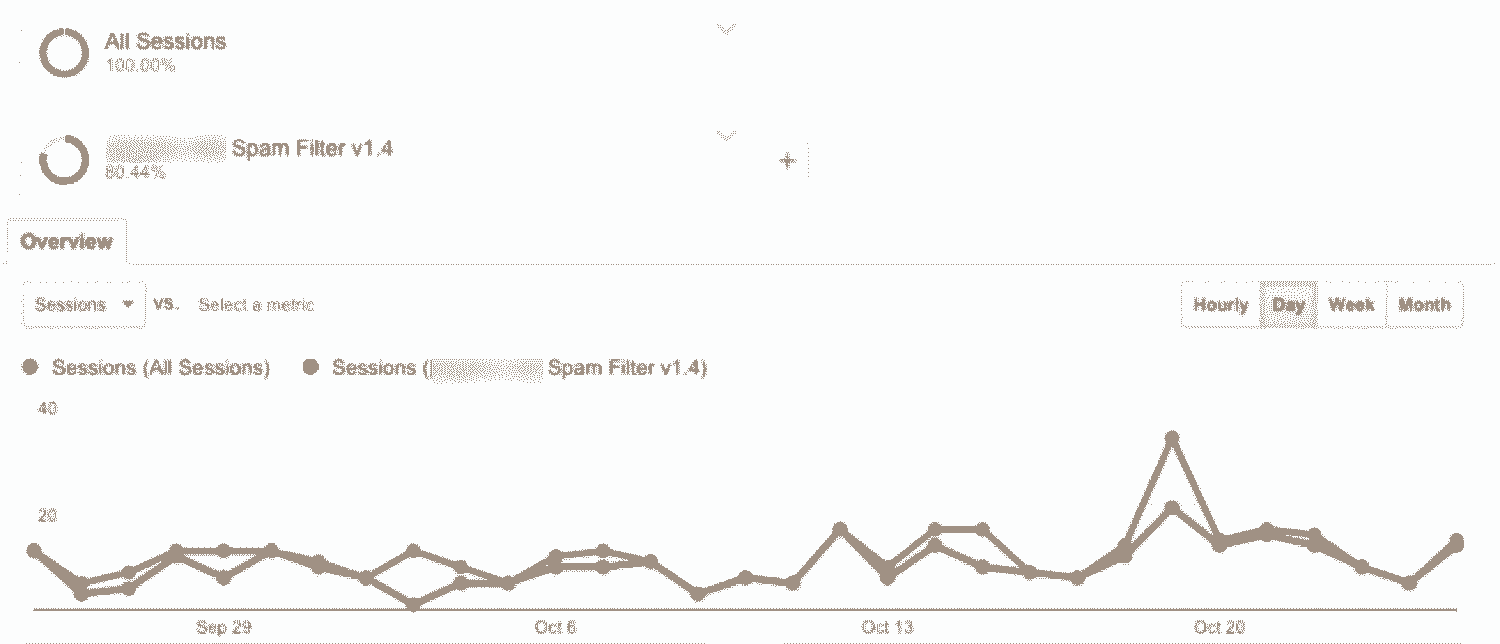 All Sessions
100.00%
Spam Filter v1.4
80.44%
+
Overview
Sessions VS. Select a metric
Hourly Day Week Month
Sessions (All Sessions) Sessions ( Spam Filter v1.4)
40
20
Sep 29 Oct 6 Oct 13 Oct 20